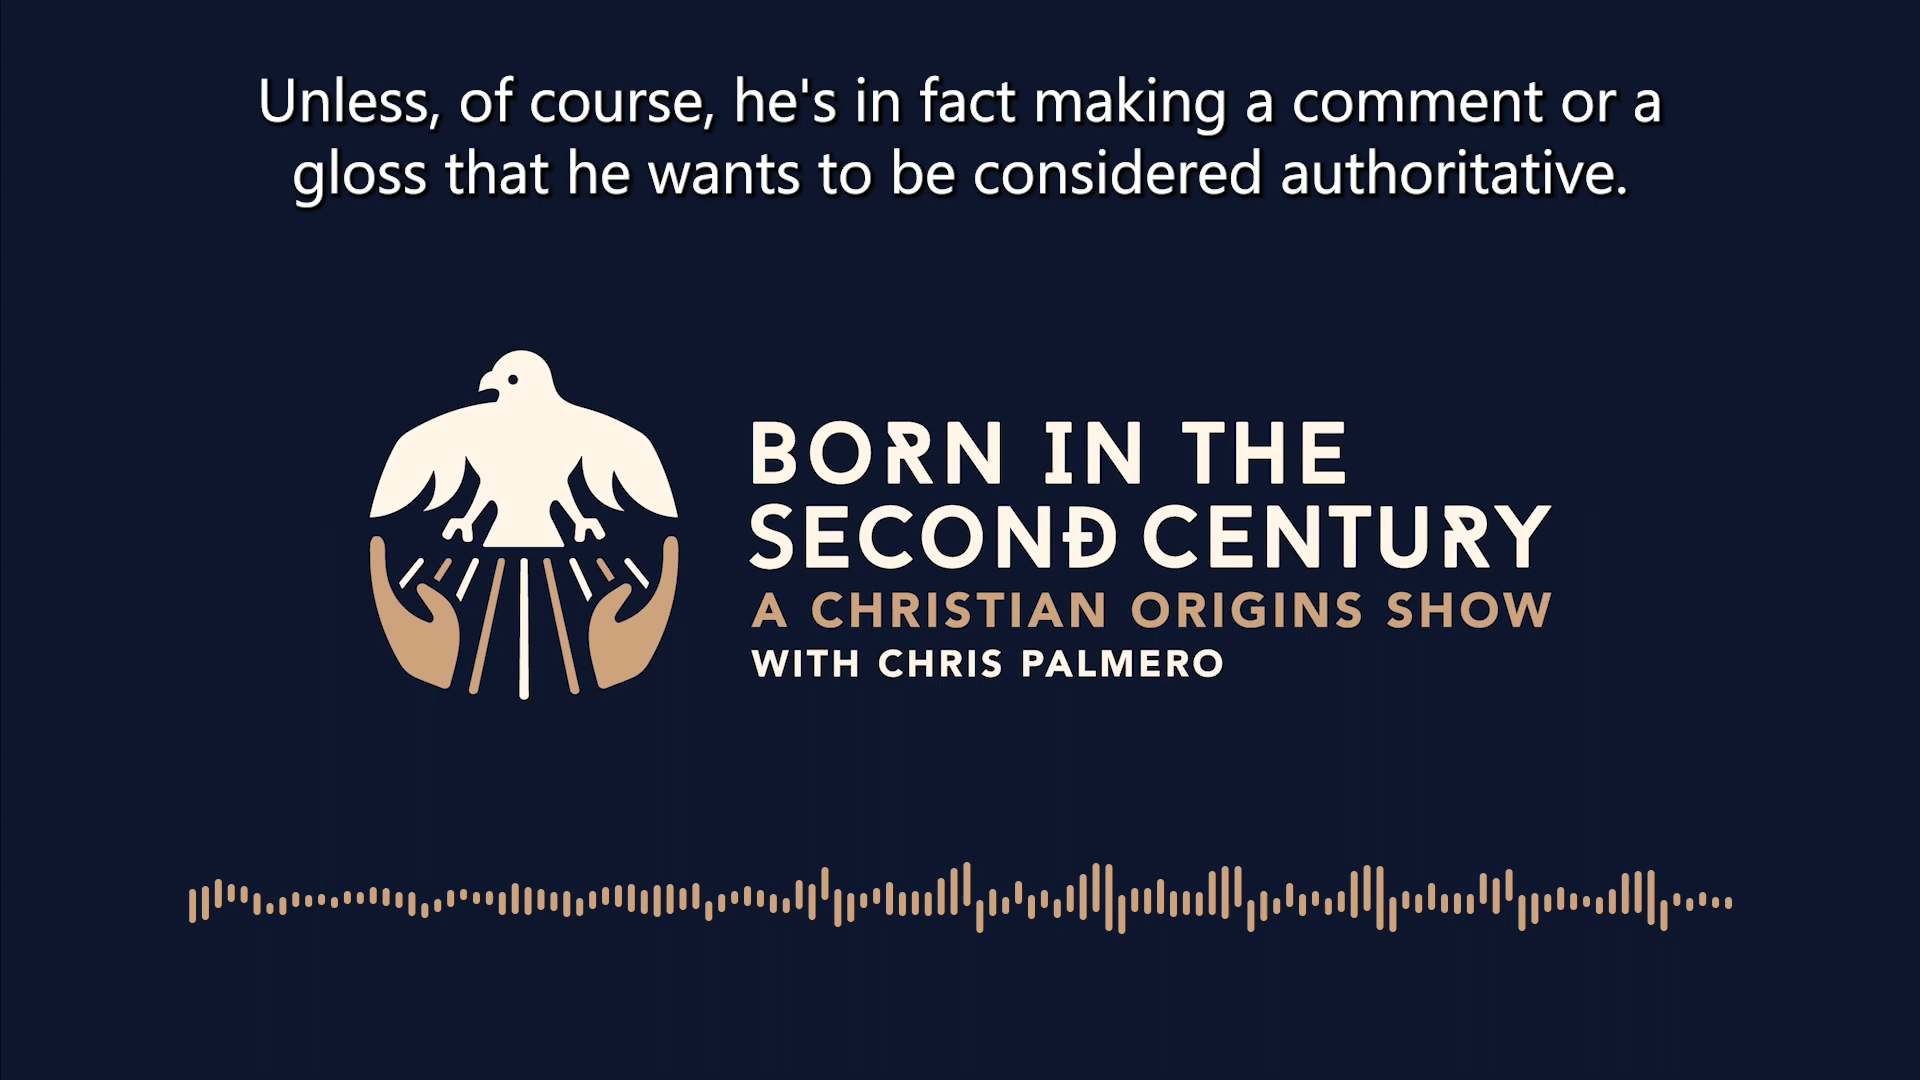 Unless, of course, he's in fact making a comment or a
gloss that he wants to be considered authoritative.
BORN IN THE
SECOND CENTURY
A CHRISTIAN ORIGINS SHOW
WITH CHRIS PALMERO